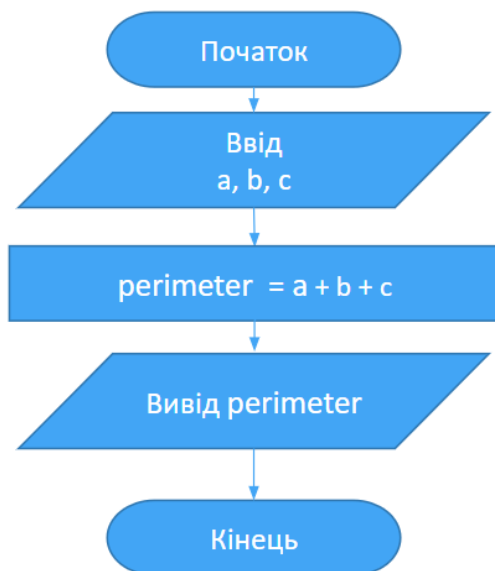 Початок
Ввід
a, b, c
perimeter = a + b + c
Вивід perimeter
Кінець